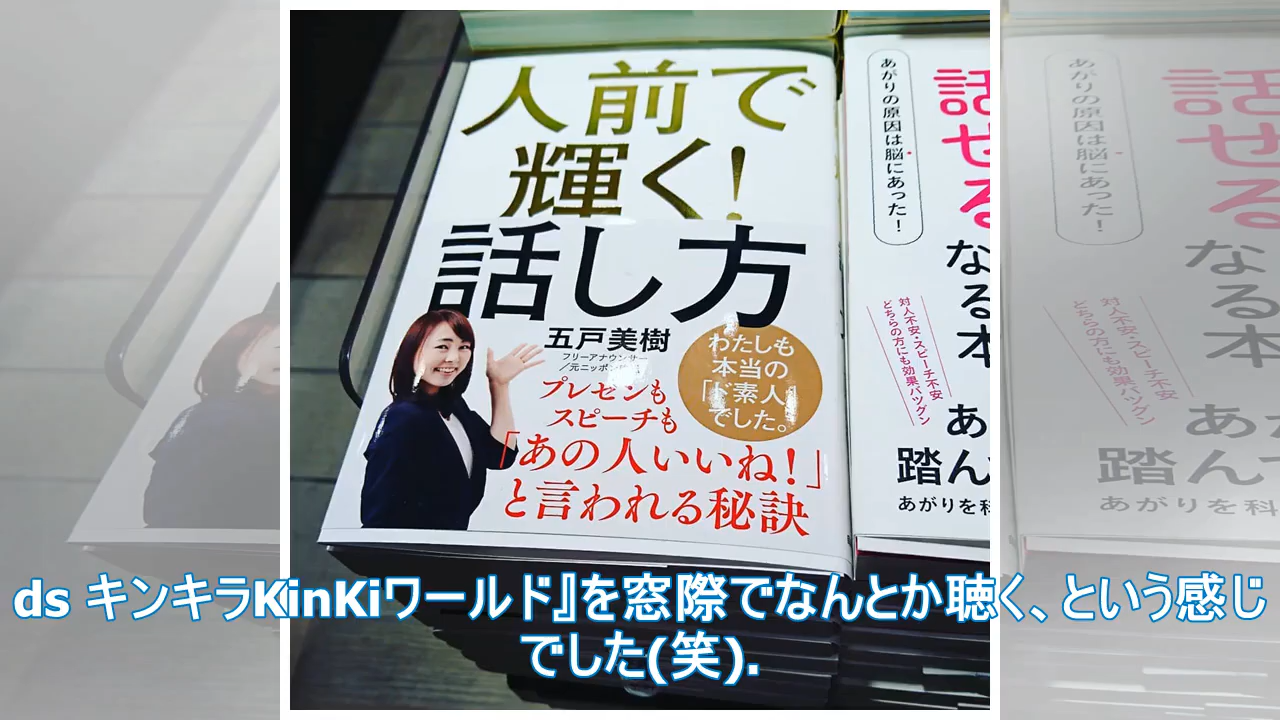 人前で
輝く!
話し方
五戸美樹
フリーアナウンサー
わたしも
本当の
「ド素人」
でした。
プレゼンも
スピーチも
「あの人いいね!」
と言われる秘訣
あがりの原因は脳にあった!
話せる
なる本
対人不安・スピーチ不安
どちらの方にも効果バツグン
あ
踏ん
あがりを科
ds キンキラKinKiワールド』を窓際でなんとか聴く、という感じ
でした(笑).